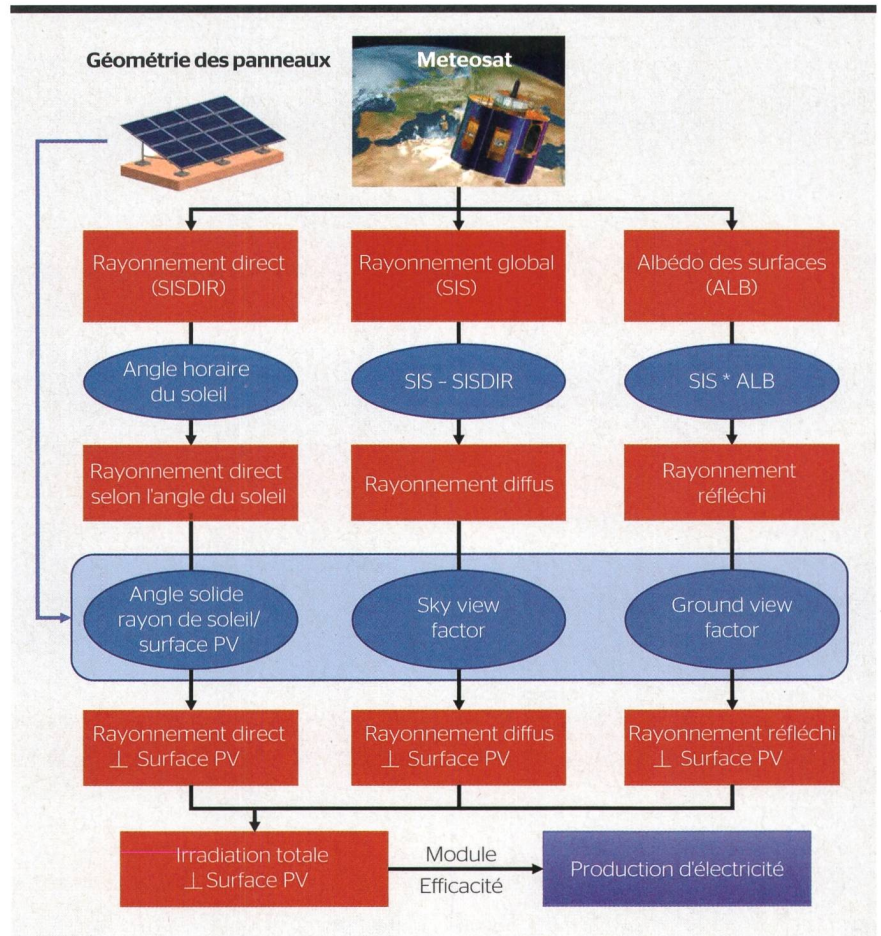 Géométrie des panneaux
Meteosat
Rayonnement direct
(SISDIR)
Rayonnement global
(SIS)
Albédo des surfaces
(ALB)
Angle horaire
du soleil
SIS – SISDIR
SIS * ALB
Rayonnement direct
selon l'angle du soleil
Rayonnement diffus
Rayonnement
réfléchi
Angle solide
rayon de soleil/
surface PV
Sky view
factor
Ground view
factor
Rayonnement direct
⊥ Surface PV
Rayonnement diffus
⊥ Surface PV
Rayonnement réfléchi
⊥ Surface PV
Irradiation totale
⊥ Surface PV
Module
Efficacité
Production d'électricité